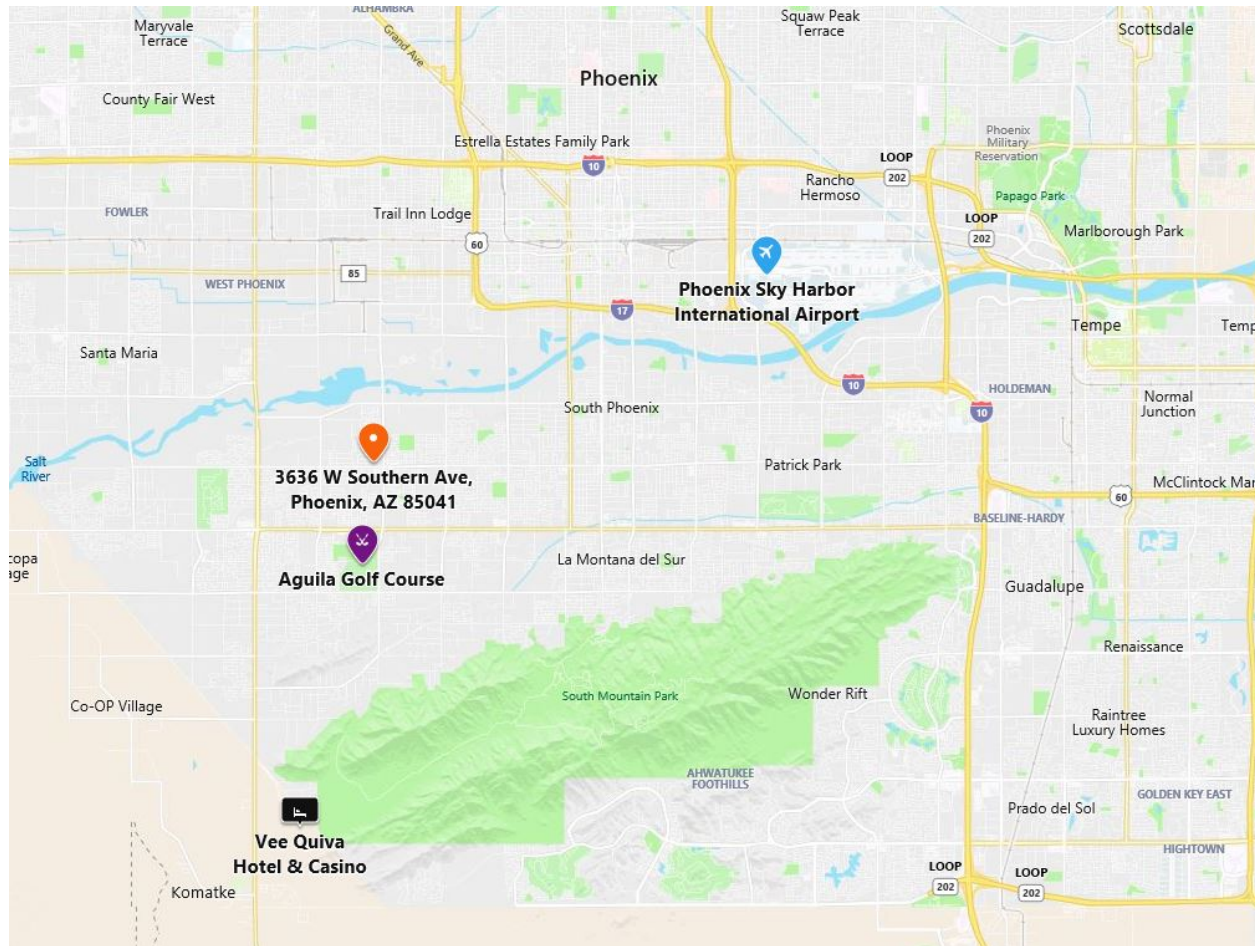 ALHAMBRA
Maryvale
Terrace
Grand Ave
Squaw Peak
Terrace
Scottsdale
Phoenix
County Fair West
Estrella Estates Family Park
10
LOOP
202
Phoenix
Military
Reservation
Rancho
Hermoso
Papago Park
FOWLER
Trail Inn Lodge
LOOP
202
Marlborough Park
60
85
WEST PHOENIX
Phoenix Sky Harbor
International Airport
17
Tempe
Temp
Santa Maria
10
HOLDEMAN
South Phoenix
10
Normal
Junction
Salt
River
3636 W Southern Ave,
Phoenix, AZ 85041
Patrick Park
McClintock Mar
60
BASELINE-HARDY
copa
age
La Montana del Sur
Aguila Golf Course
Guadalupe
Renaissance
South Mountain Park
Wonder Rift
Co-OP Village
Raintree
Luxury Homes
AHWATUKEE
FOOTHILLS
GOLDEN KEY EAST
Prado del Sol
Vee Quiva
Hotel & Casino
HIGHTOWN
Komatke
LOOP
202
LOOP
202